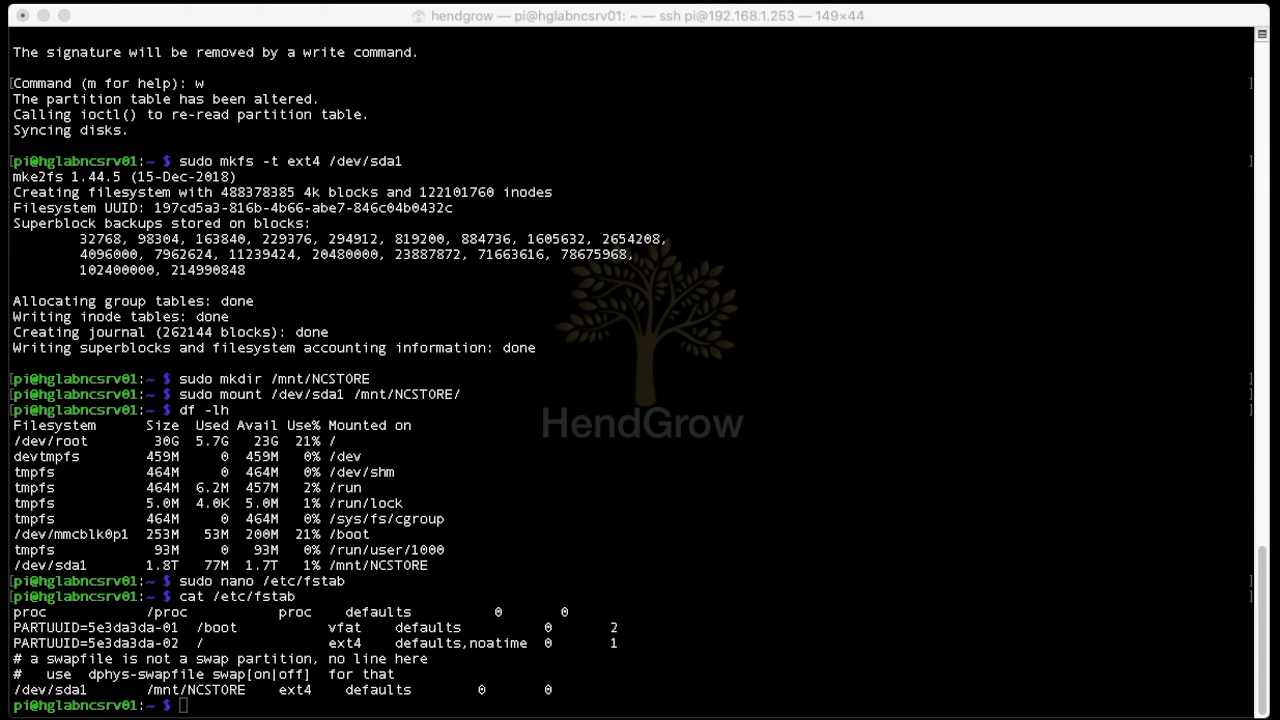 hendgrow — pi@hglabncsrv01: ~ — ssh pi@192.168.1.253 — 149×44
The signature will be removed by a write command.
[Command (m for help): w ]
The partition table has been altered.
Calling ioctl() to re-read partition table.
Syncing disks.
[pi@hglabncsrv01:~ $ sudo mkfs -t ext4 /dev/sda1 ]
mke2fs 1.44.5 (15-Dec-2018)
Creating filesystem with 488378385 4k blocks and 122101760 inodes
Filesystem UUID: 197cd5a3-816b-4b66-abe7-846c04b0432c
Superblock backups stored on blocks:
32768, 98304, 163840, 229376, 294912, 819200, 884736, 1605632, 2654208,
4096000, 7962624, 11239424, 20480000, 23887872, 71663616, 78675968,
102400000, 214990848
Allocating group tables: done
Writing inode tables: done
Creating journal (262144 blocks): done
Writing superblocks and filesystem accounting information: done
[pi@hglabncsrv01:~ $ sudo mkdir /mnt/NCSTORE ]
[pi@hglabncsrv01:~ $ sudo mount /dev/sda1 /mnt/NCSTORE/ ]
[pi@hglabncsrv01:~ $ df -lh ]
HendGrow
Filesystem Size Used Avail Use% Mounted on
/dev/root 30G 5.7G 23G 21% /
devtmpfs 459M 0 459M 0% /dev
tmpfs 464M 0 464M 0% /dev/shm
tmpfs 464M 6.2M 457M 2% /run
tmpfs 5.0M 4.0K 5.0M 1% /run/lock
tmpfs 464M 0 464M 0% /sys/fs/cgroup
/dev/mmcblk0p1 253M 53M 200M 21% /boot
tmpfs 93M 0 93M 0% /run/user/1000
/dev/sda1 1.8T 77M 1.7T 1% /mnt/NCSTORE
[pi@hglabncsrv01:~ $ sudo nano /etc/fstab ]
[pi@hglabncsrv01:~ $ cat /etc/fstab ]
proc /proc proc defaults 0 0
PARTUUID=5e3da3da-01 /boot vfat defaults 0 2
PARTUUID=5e3da3da-02 / ext4 defaults,noatime 0 1
# a swapfile is not a swap partition, no line here
# use dphys-swapfile swap[on|off] for that
/dev/sda1 /mnt/NCSTORE ext4 defaults 0 0
pi@hglabncsrv01:~ $